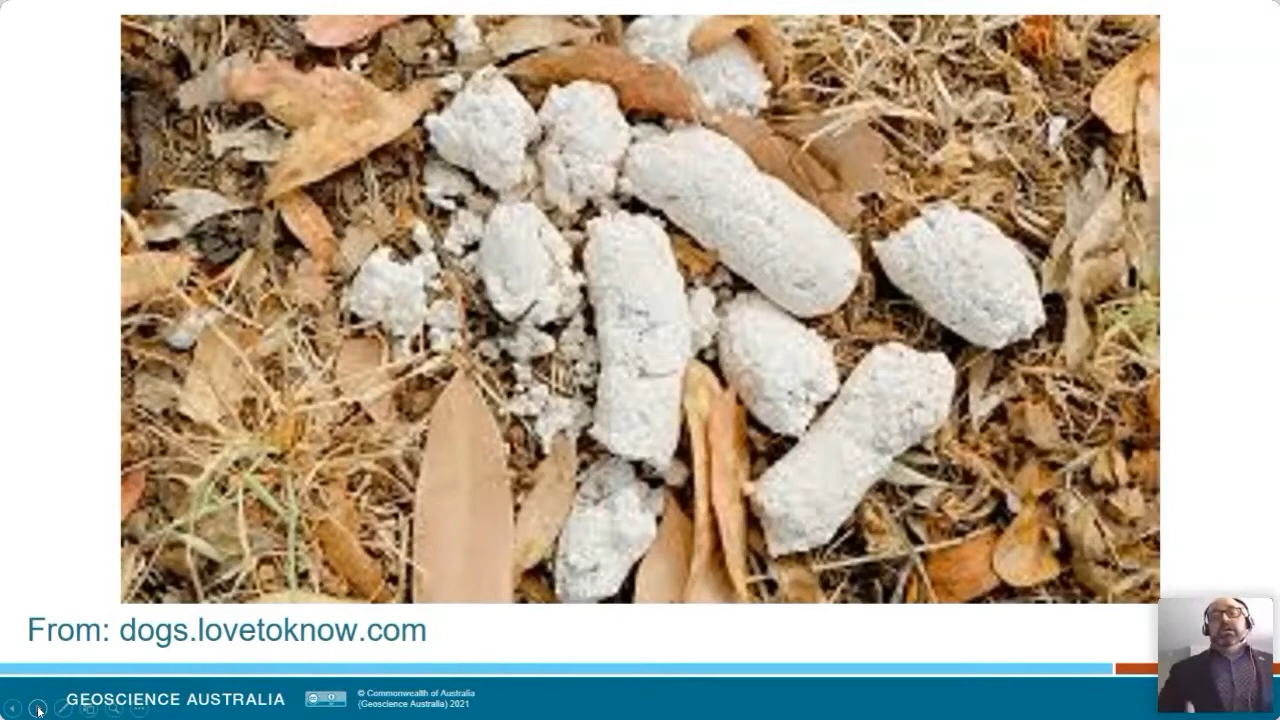 From: dogs.lovetoknow.com
GEOSCIENCE AUSTRALIA
© Commonwealth of Australia
(Geoscience Australia) 2021